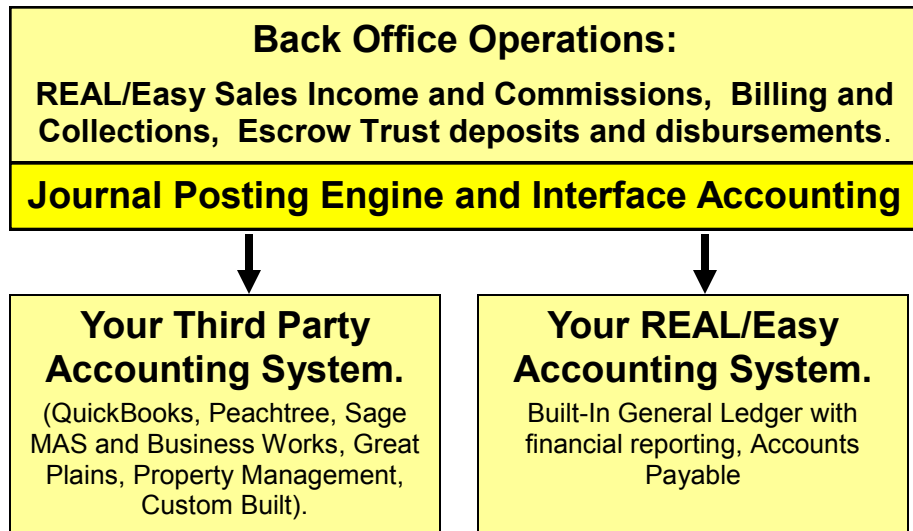 Back Office Operations:
REAL/Easy Sales Income and Commissions, Billing and
Collections, Escrow Trust deposits and disbursements.
Journal Posting Engine and Interface Accounting
Your Third Party
Accounting System.
(QuickBooks, Peachtree, Sage
MAS and Business Works, Great
Plains, Property Management,
Custom Built).
Your REAL/Easy
Accounting System.
Built-In General Ledger with
financial reporting, Accounts
Payable